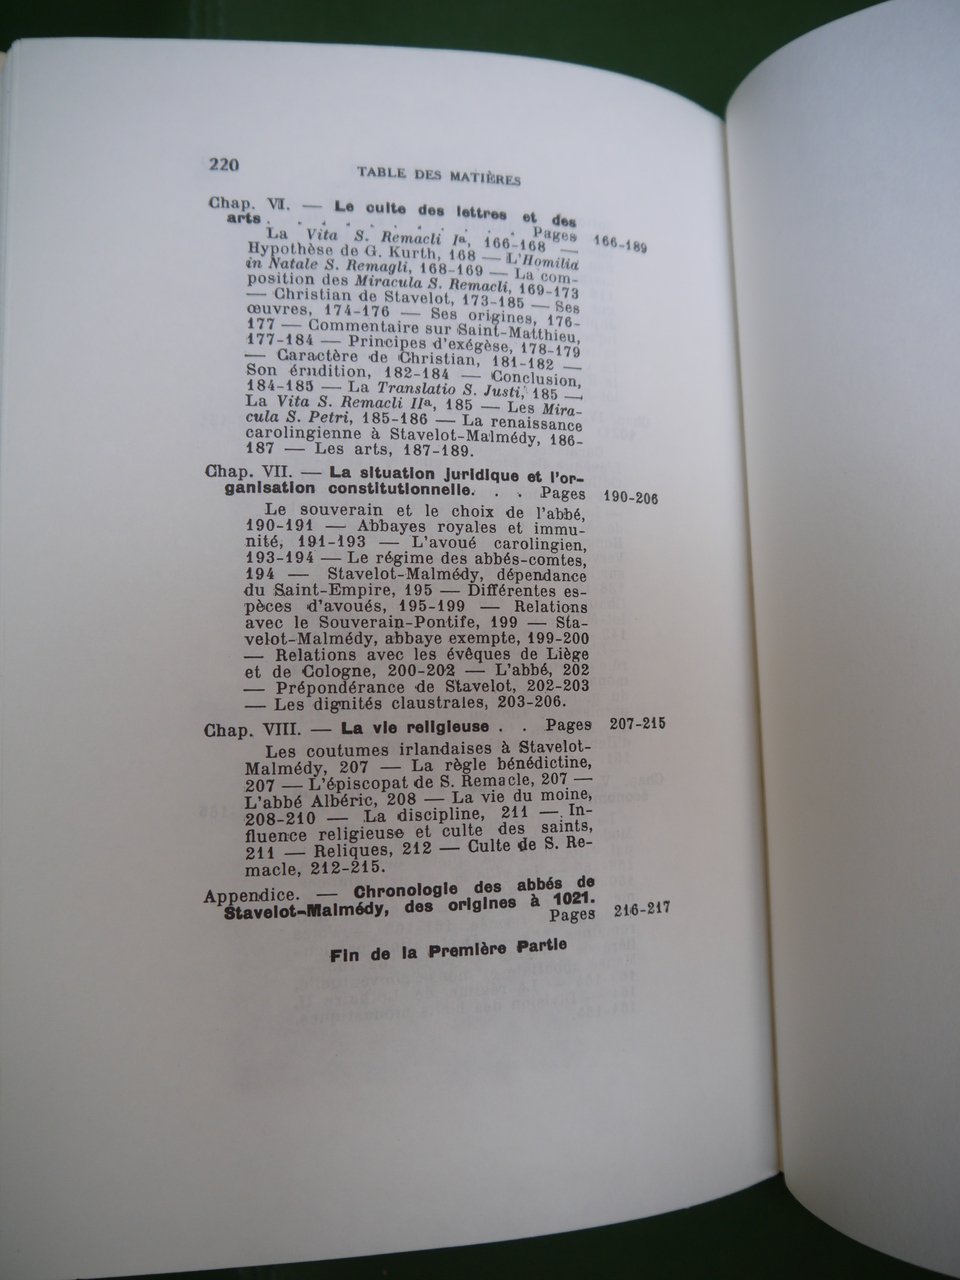 220
TABLE DES MATIÈRES
Chap. VI. — Le culte des lettres et des
arts . . . . . . . . . Pages 166-189
La Vita S. Remacli Iª, 166-168 —
Hypothèse de G. Kurth, 168 — L'Homilia
in Natale S. Remagli, 168-169 — La com-
position des Miracula S. Remacli, 169-173
— Christian de Stavelot, 173-185 — Ses
œuvres, 174-176 — Ses origines, 176-
177 — Commentaire sur Saint-Matthieu,
177-184 — Principes d'exégèse, 178-179
— Caractère de Christian, 181-182 —
Son érudition, 182-184 — Conclusion,
184-185 — La Translatio S. Justi, 185 —
La Vita S. Remacli IIª, 185 — Les Mira-
cula S. Petri, 185-186 — La renaissance
carolingienne à Stavelot-Malmédy, 186-
187 — Les arts, 187-189.
Chap. VII. — La situation juridique et l'or-
ganisation constitutionnelle. . . Pages 190-206
Le souverain et le choix de l'abbé,
190-191 — Abbayes royales et immu-
nité, 191-193 — L'avoué carolingien,
193-194 — Le régime des abbés-comtes,
194 — Stavelot-Malmédy, dépendance
du Saint-Empire, 195 — Différentes es-
pèces d'avoués, 195-199 — Relations
avec le Souverain-Pontife, 199 — Sta-
velot-Malmédy, abbaye exempte, 199-200
— Relations avec les évêques de Liège
et de Cologne, 200-202 — L'abbé, 202
— Prépondérance de Stavelot, 202-203
— Les dignités claustrales, 203-206.
Chap. VIII. — La vie religieuse . . Pages 207-215
Les coutumes irlandaises à Stavelot-
Malmédy, 207 — La règle bénédictine,
207 — L'épiscopat de S. Remacle, 207 —
L'abbé Albéric, 208 — La vie du moine,
208-210 — La discipline, 211 — In-
fluence religieuse et culte des saints,
211 — Reliques, 212 — Culte de S. Re-
macle, 212-215.
Appendice. — Chronologie des abbés de
Stavelot-Malmédy, des origines à 1021.
Pages 216-217
Fin de la Première Partie